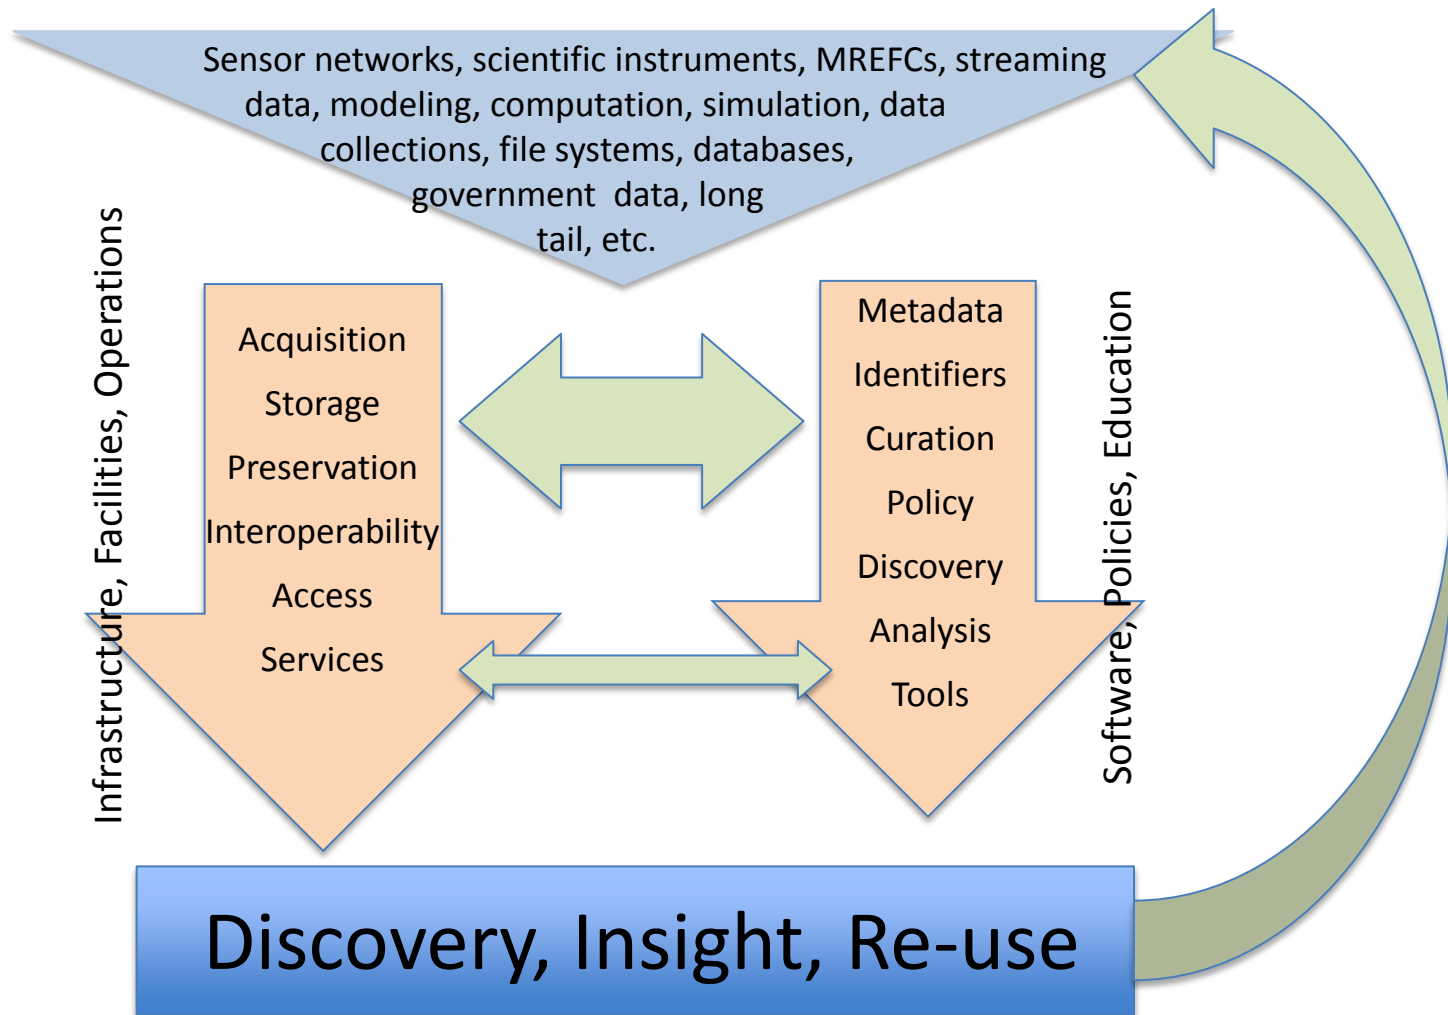 Sensor networks, scientific instruments, MREFCs, streaming
data, modeling, computation, simulation, data
collections, file systems, databases,
government data, long
tail, etc.
Infrastructure, Facilities, Operations
Acquisition
Storage
Preservation
Interoperability
Access
Services
Metadata
Identifiers
Curation
Policy
Discovery
Analysis
Tools
Software, Policies, Education
Discovery, Insight, Re-use